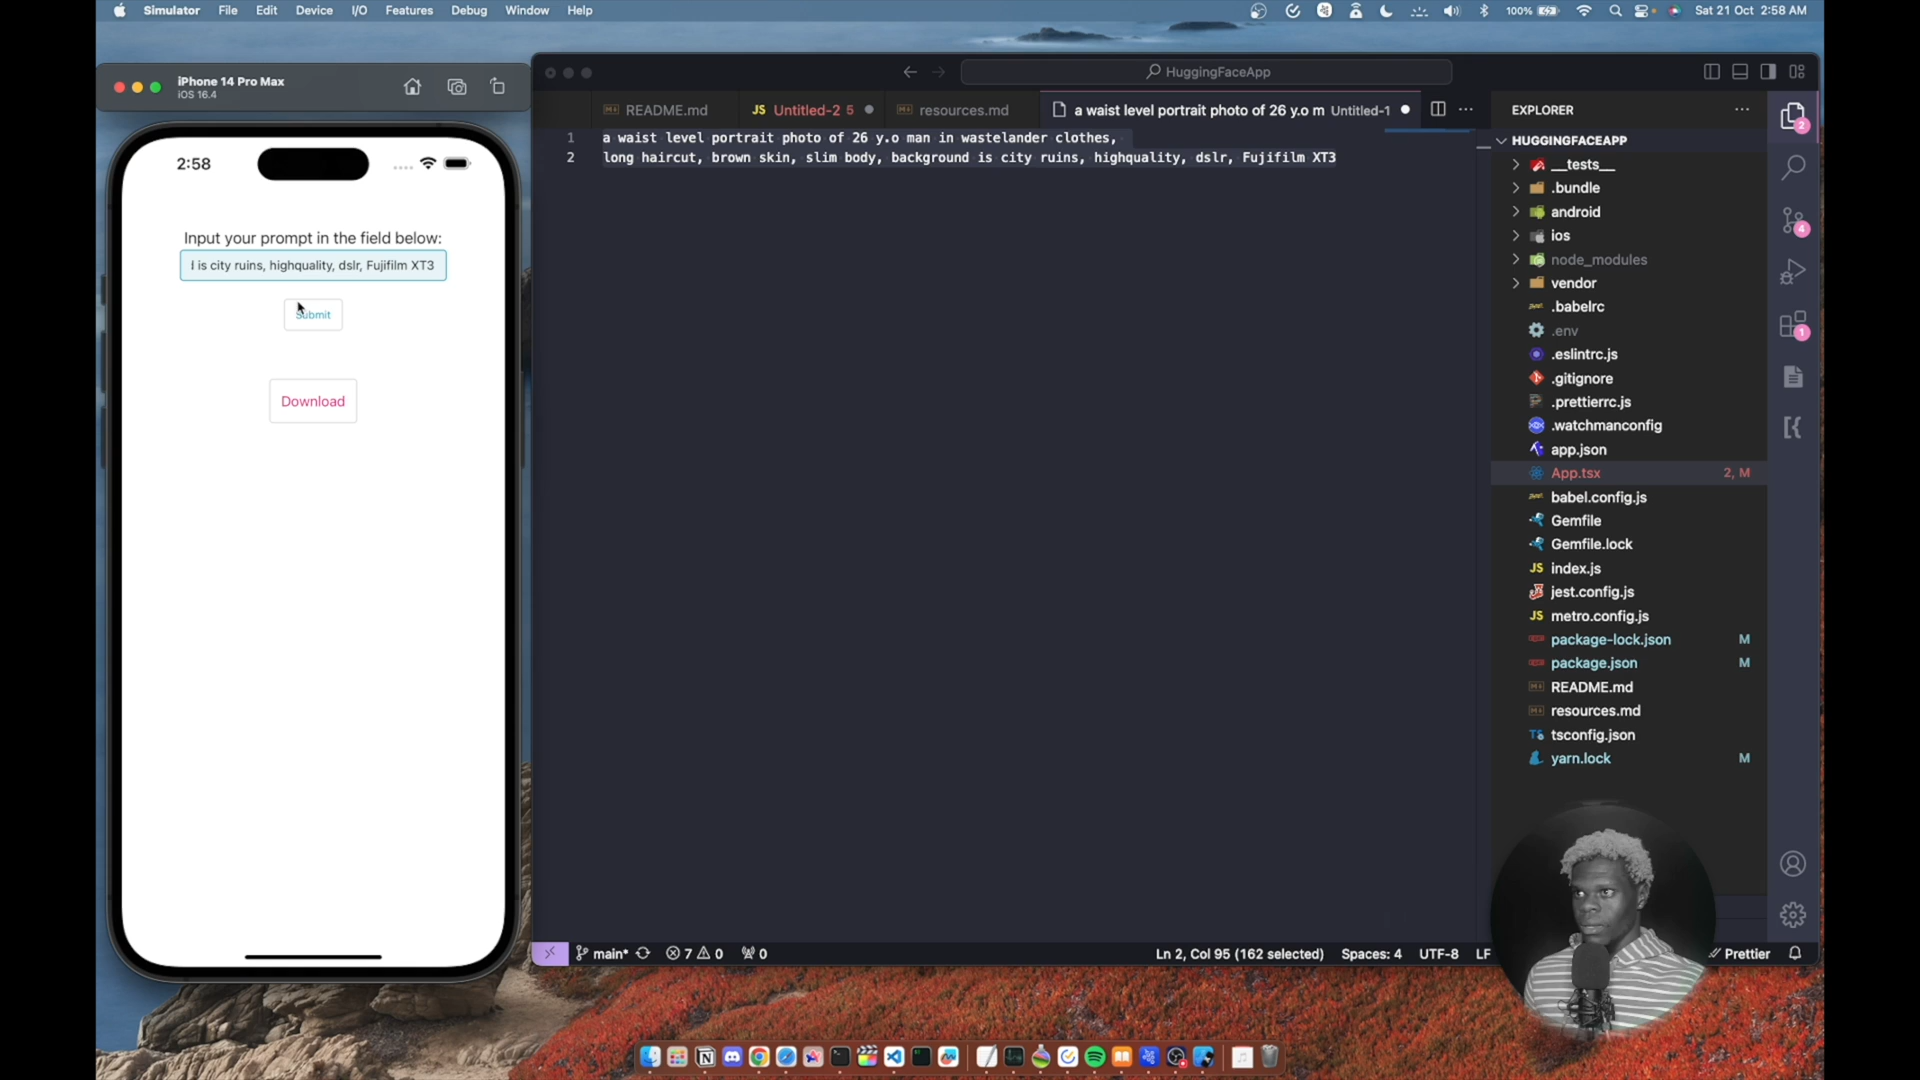 Simulator File Edit Device I/O Features Debug Window Help
100% Sat 21 Oct 2:58 AM
iPhone 14 Pro Max
iOS 16.4
2:58
Input your prompt in the field below:
is city ruins, highquality, dslr, Fujifilm XT3
Submit
Download
HuggingFaceApp
README.md
JS Untitled-2 5
resources.md
a waist level portrait photo of 26 y.o m Untitled-1
1 a waist level portrait photo of 26 y.o man in wastelander clothes,
2 long haircut, brown skin, slim body, background is city ruins, highquality, dslr, Fujifilm XT3
EXPLORER
HUGGINGFACEAPP
__tests__
.bundle
android
ios
node_modules
vendor
.babelrc
.env
.eslintrc.js
.gitignore
.prettierrc.js
.watchmanconfig
app.json
App.tsx 2, M
babel.config.js
Gemfile
Gemfile.lock
JS index.js
jest.config.js
JS metro.config.js
package-lock.json M
package.json M
README.md
resources.md
TS tsconfig.json
yarn.lock M
2
4
1
main* 7 0 0
Ln 2, Col 95 (162 selected) Spaces: 4 UTF-8 LF
Prettier